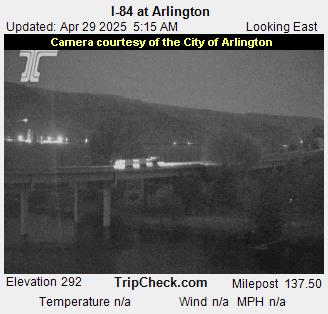 I-84 at Arlington
Updated: Apr 29 2025 5:15 AM Looking East
Camera courtesy of the City of Arlington
Elevation 292 TripCheck.com Milepost 137.50
Temperature n/a Wind n/a MPH n/a